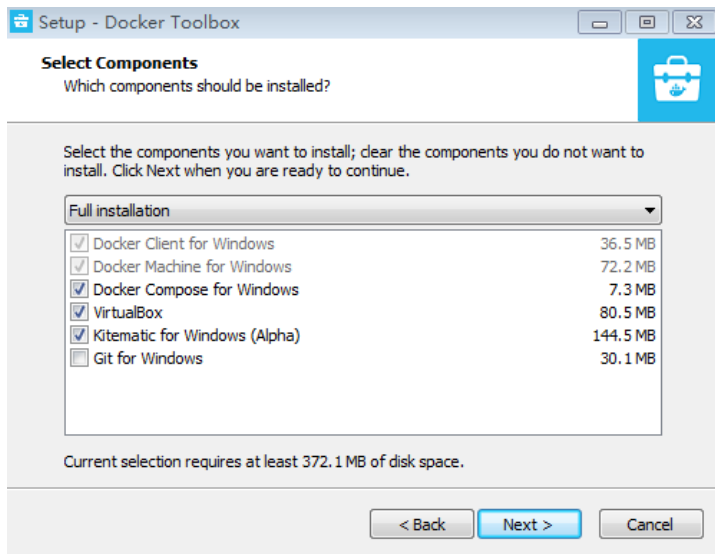 Setup - Docker Toolbox
Select Components
Which components should be installed?
Select the components you want to install; clear the components you do not want to
install. Click Next when you are ready to continue.
Full installation
Docker Client for Windows 36.5 MB
Docker Machine for Windows 72.2 MB
Docker Compose for Windows 7.3 MB
VirtualBox 80.5 MB
Kitematic for Windows (Alpha) 144.5 MB
Git for Windows 30.1 MB
Current selection requires at least 372.1 MB of disk space.
< Back Next > Cancel